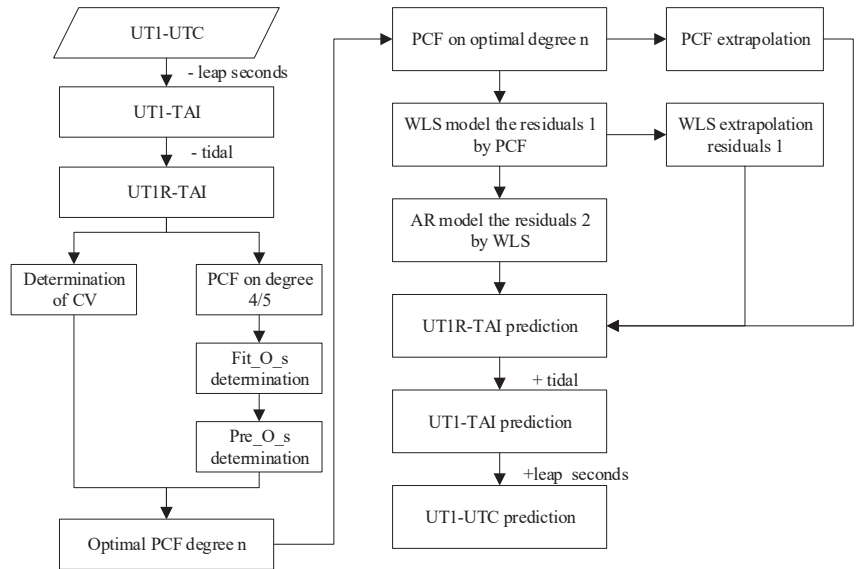 UT1-UTC
- leap seconds
UT1-TAI
- tidal
UT1R-TAI
Determination
of CV
PCF on degree
4/5
Fit_O_s
determination
Pre_O_s
determination
Optimal PCF degree n
PCF on optimal degree n
PCF extrapolation
WLS model the residuals 1
by PCF
WLS extrapolation
residuals 1
AR model the residuals 2
by WLS
UT1R-TAI prediction
+ tidal
UT1-TAI prediction
+leap seconds
UT1-UTC prediction